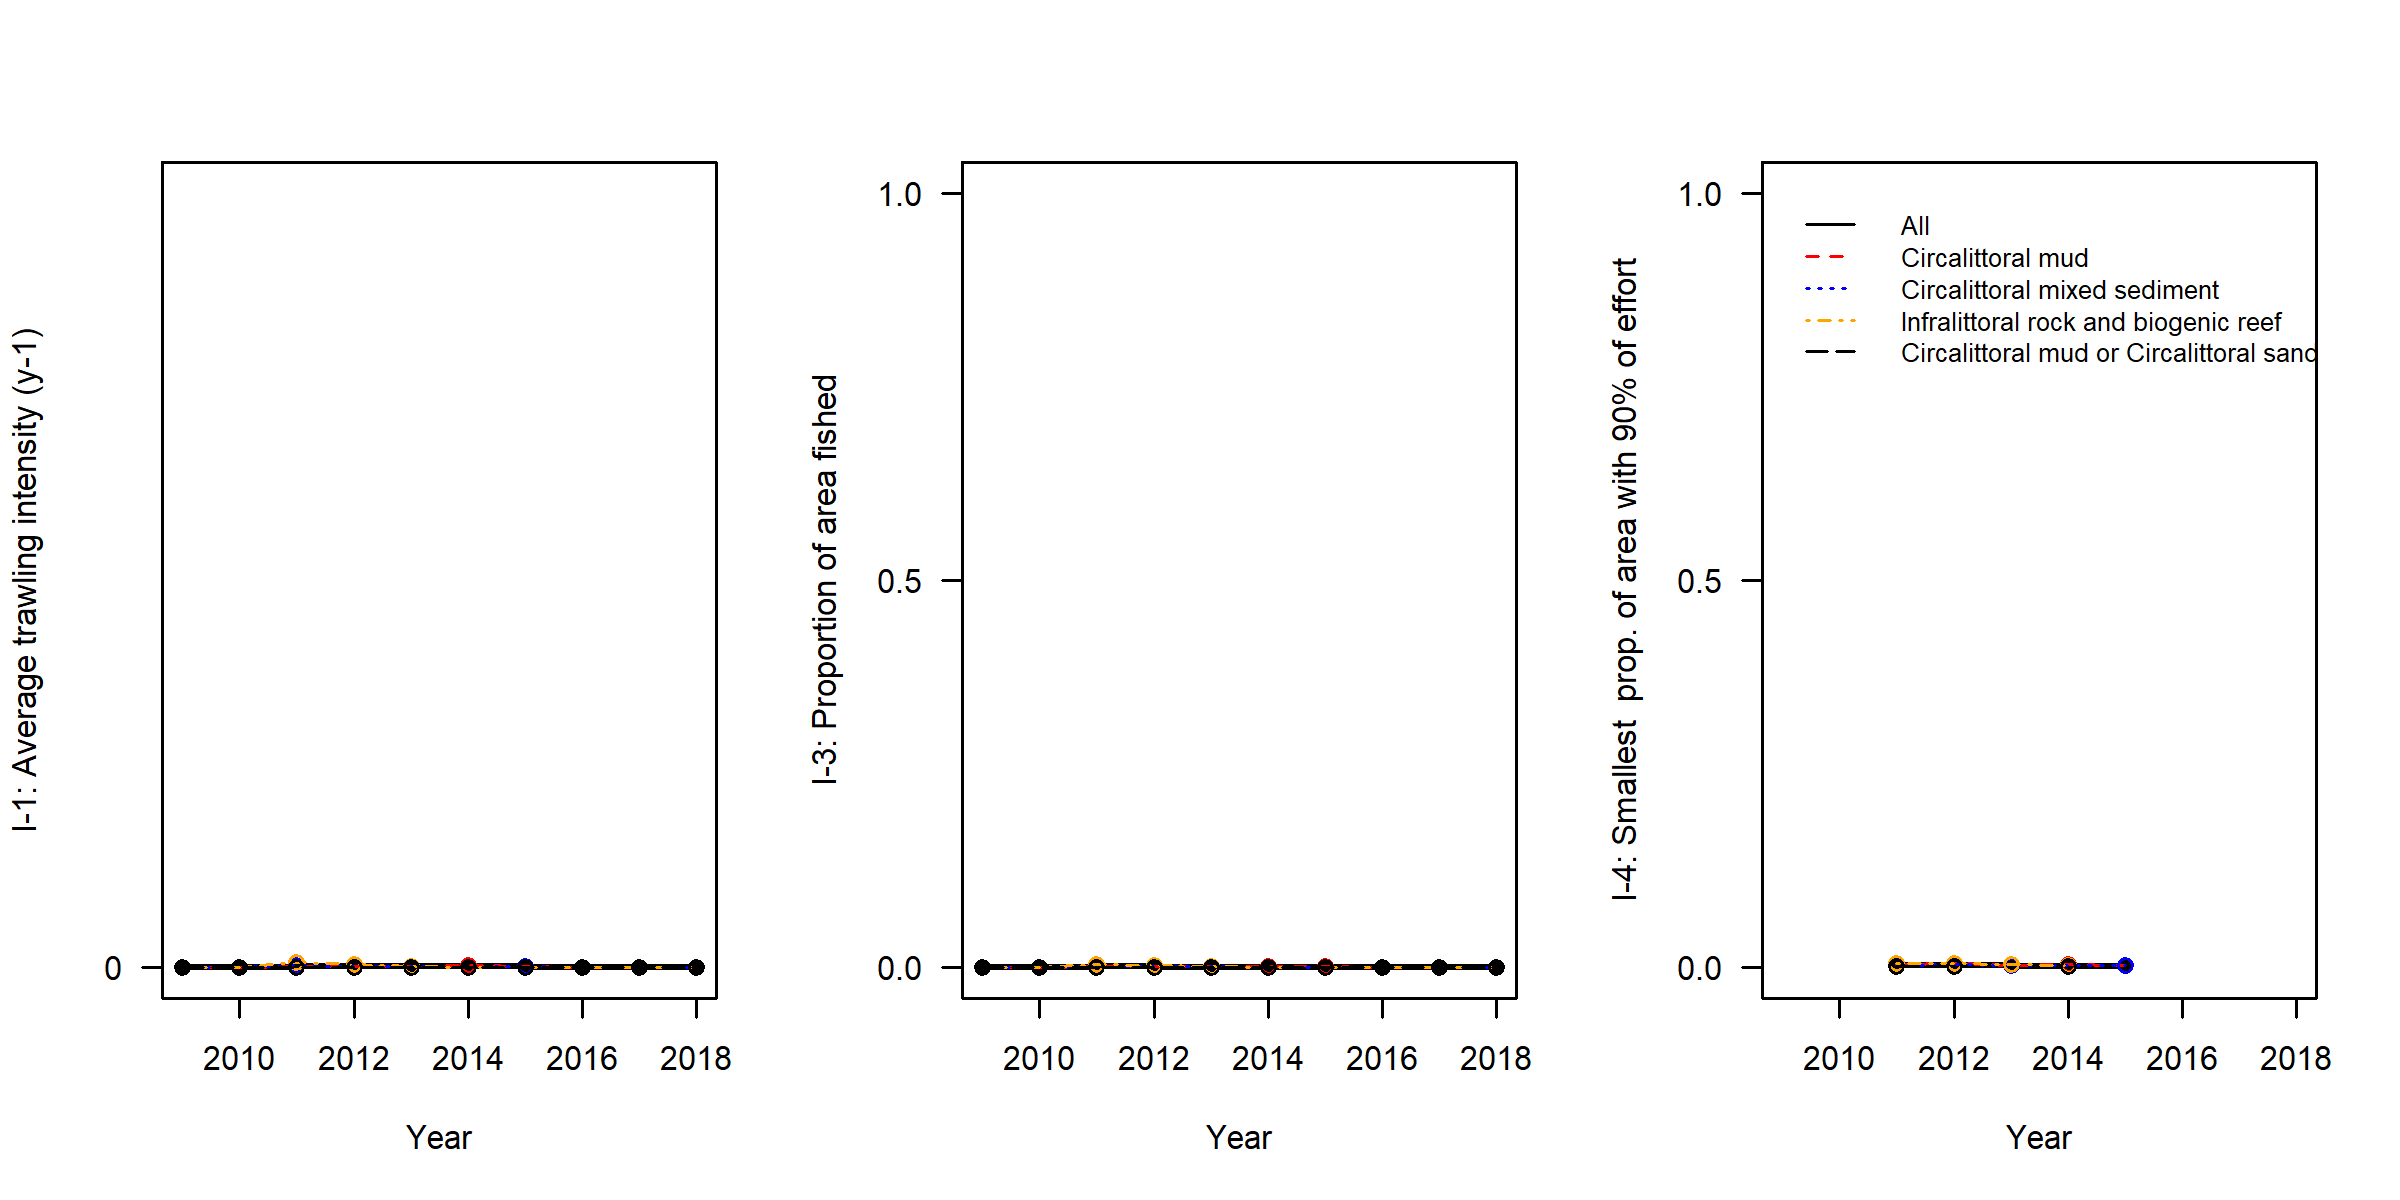 I-1: Average trawling intensity (y-1)
0
2010 2012 2014 2016 2018
Year
I-3: Proportion of area fished
1.0
0.5
0.0
2010 2012 2014 2016 2018
Year
I-4: Smallest prop. of area with 90% of effort
1.0
0.5
0.0
All
Circalittoral mud
Circalittoral mixed sediment
Infralittoral rock and biogenic reef
Circalittoral mud or Circalittoral sand
2010 2012 2014 2016 2018
Year